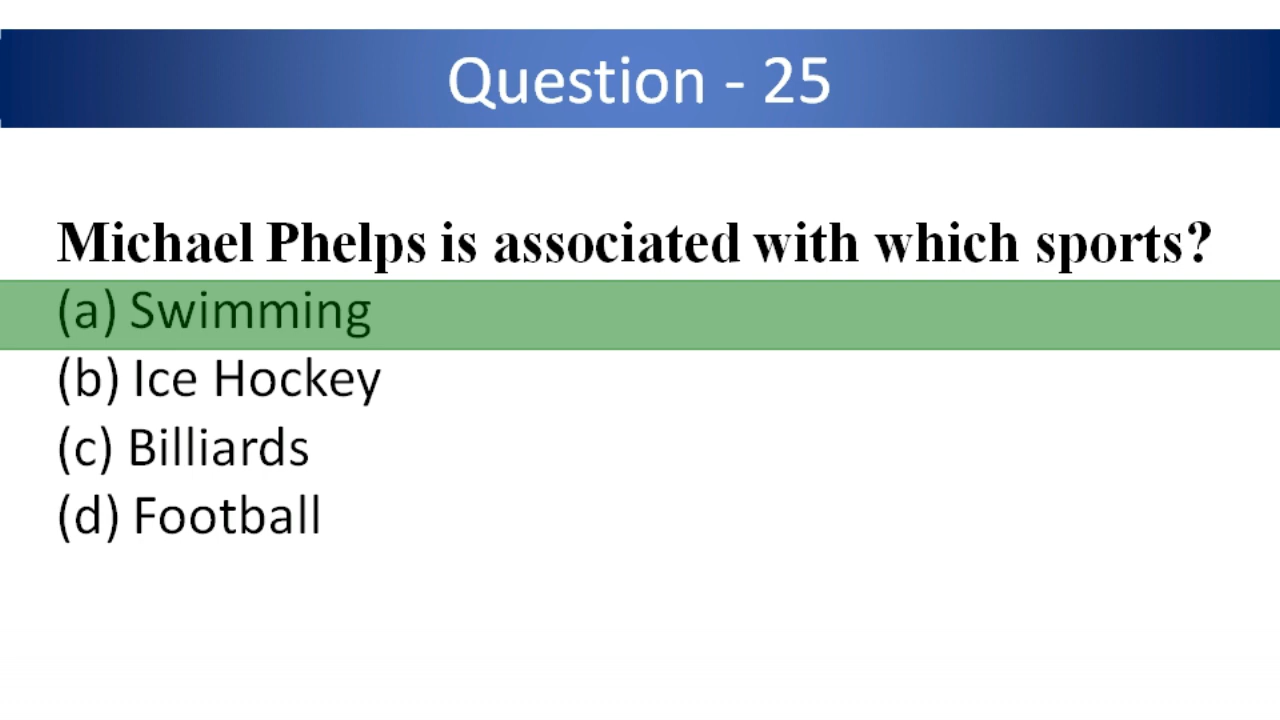 Question - 25
Michael Phelps is associated with which sports?
(a) Swimming
(b) Ice Hockey
(c) Billiards
(d) Football